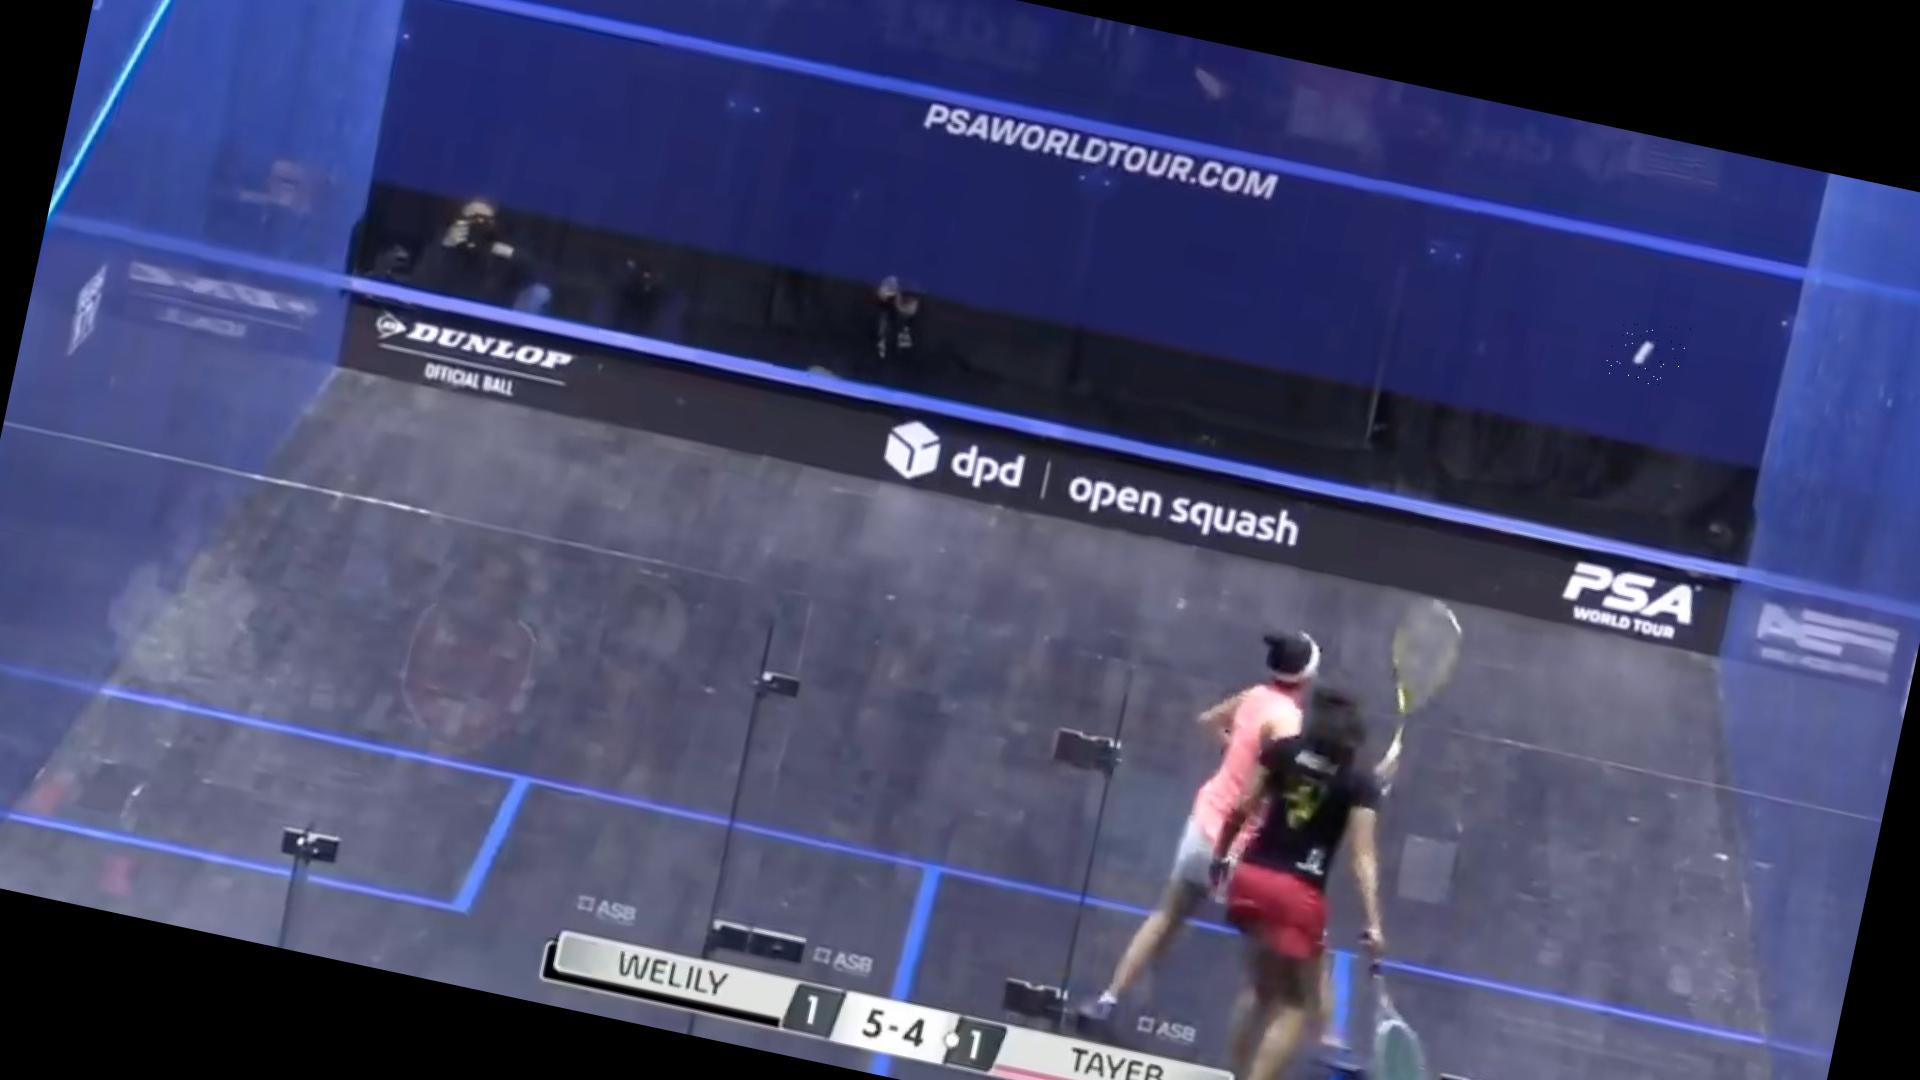 PSAWORLDTOUR.COM
DUNLOP
OFFICIAL BALL
dpd | open squash
PSA
WORLD TOUR
ASB
ASB
ASB
WELILY 1 5-4 1 TAYEB